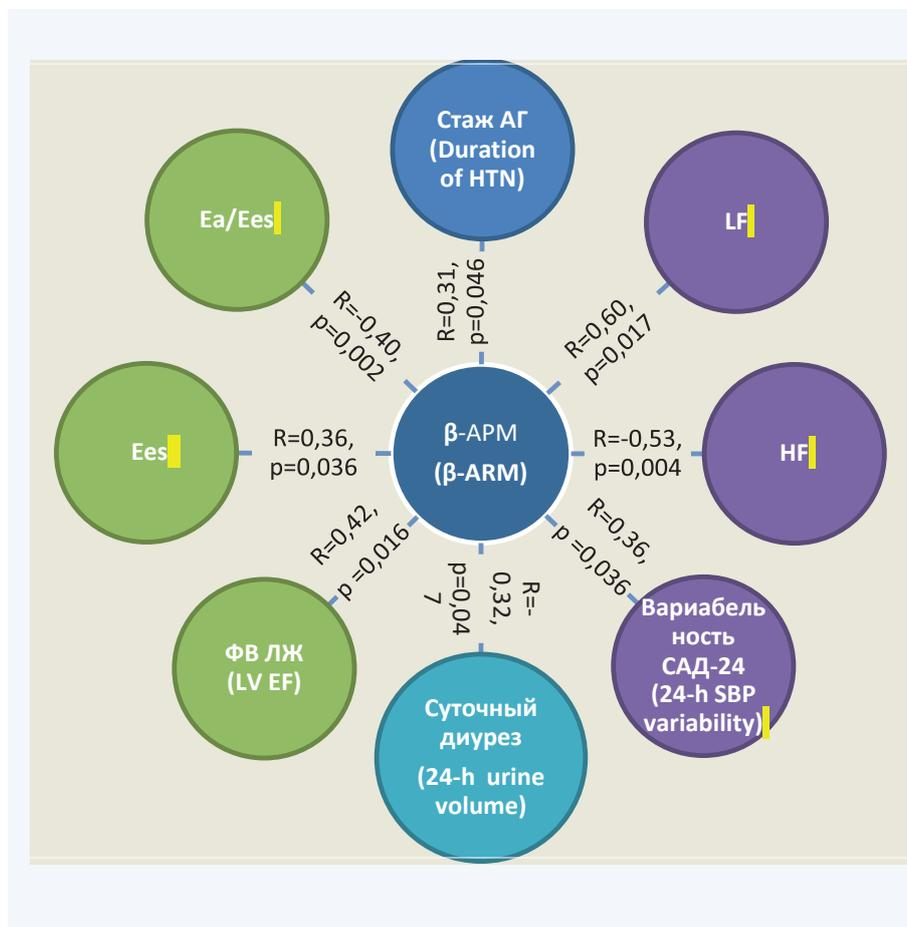 Стаж АГ
(Duration
of HTN)
Ea/Ees
LF
R=-0,40,
p=0,002
R=0,31,
p=0,046
R=0,60,
p=0,017
Ees
R=0,36,
p=0,036
β-АРМ
(β-ARM)
R=-0,53,
p=0,004
HF
R=0,42,
p =0,016
R=-
0,32,
p=0,04
7
R=0,36,
p =0,036
ФВ ЛЖ
(LV EF)
Суточный
диурез
(24-h urine
volume)
Вариабель
ность
САД-24
(24-h SBP
variability)